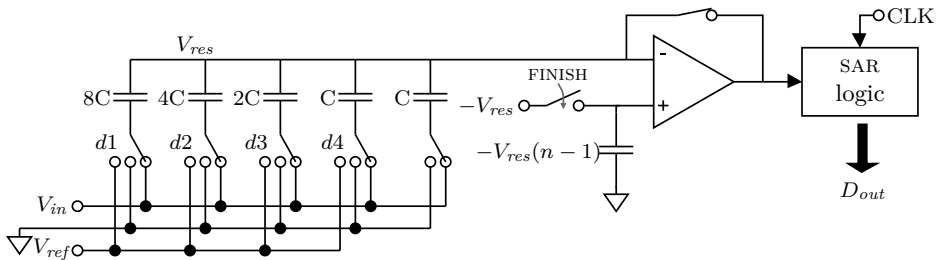 CLK
V_res
SAR
logic
FINISH
8C 4C 2C C C
-V_res
-
+
d1 d2 d3 d4
-V_res(n − 1)
V_in
D_out
V_ref